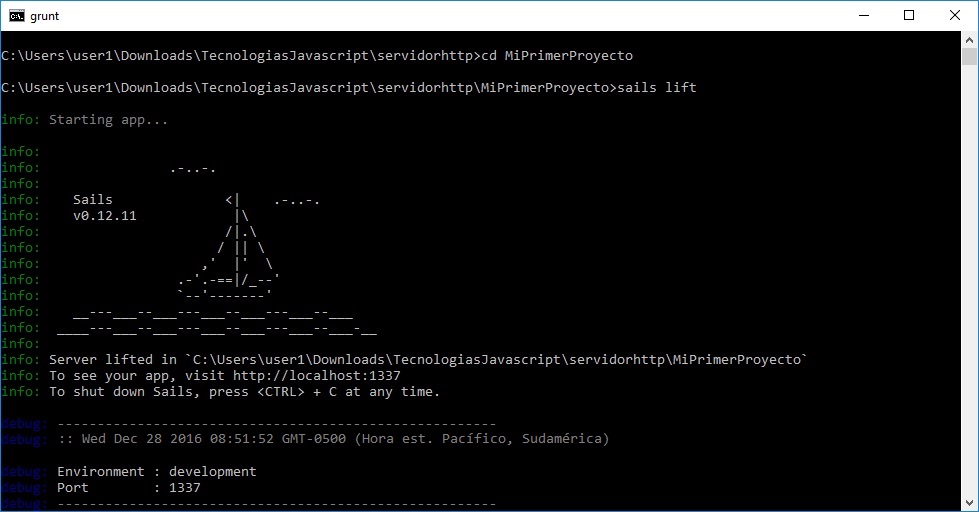 grunt
C:\Users\user1\Downloads\TecnologiasJavascript\servidorhttp>cd MiPrimerProyecto
C:\Users\user1\Downloads\TecnologiasJavascript\servidorhttp\MiPrimerProyecto>sails lift
info: Starting app...
info:
info:                .-..-.
info:
info:    Sails              <|    .-..-.
info:    v0.12.11            |\
info:                       /|.\
info:                      / || \
info:                    ,'  |'  \
info:                 .-'.-==|/_--'
info:                 `--'-------'
info:    __---___--___---___--___---___--___
info:  ____---___--___---___--___---___--___-__
info:
info: Server lifted in `C:\Users\user1\Downloads\TecnologiasJavascript\servidorhttp\MiPrimerProyecto`
info: To see your app, visit http://localhost:1337
info: To shut down Sails, press <CTRL> + C at any time.
debug: -------------------------------------------------------
debug: :: Wed Dec 28 2016 08:51:52 GMT-0500 (Hora est. Pacífico, Sudamérica)
debug: Environment : development
debug: Port        : 1337
debug: -------------------------------------------------------